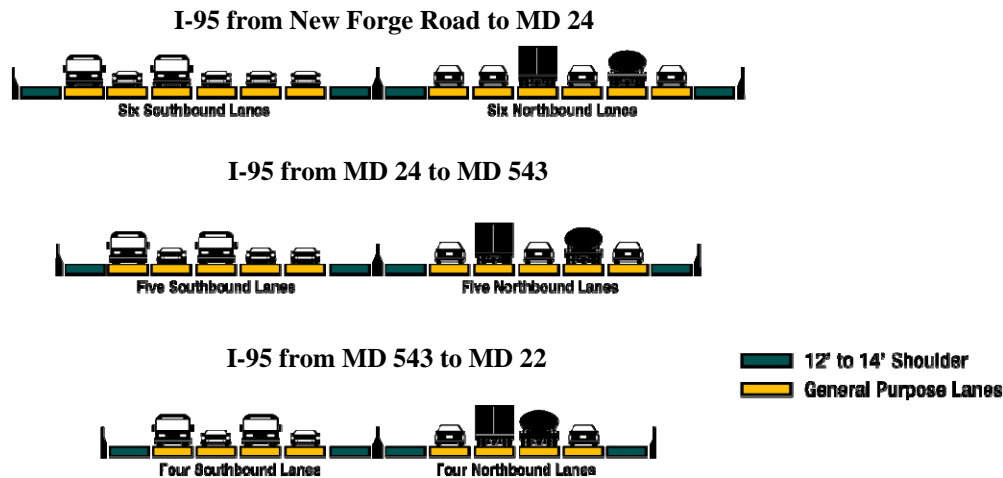 I-95 from New Forge Road to MD 24
Six Southbound Lanes
Six Northbound Lanes
I-95 from MD 24 to MD 543
Five Southbound Lanes
Five Northbound Lanes
I-95 from MD 543 to MD 22
12' to 14' Shoulder
General Purpose Lanes
Four Southbound Lanes
Four Northbound Lanes